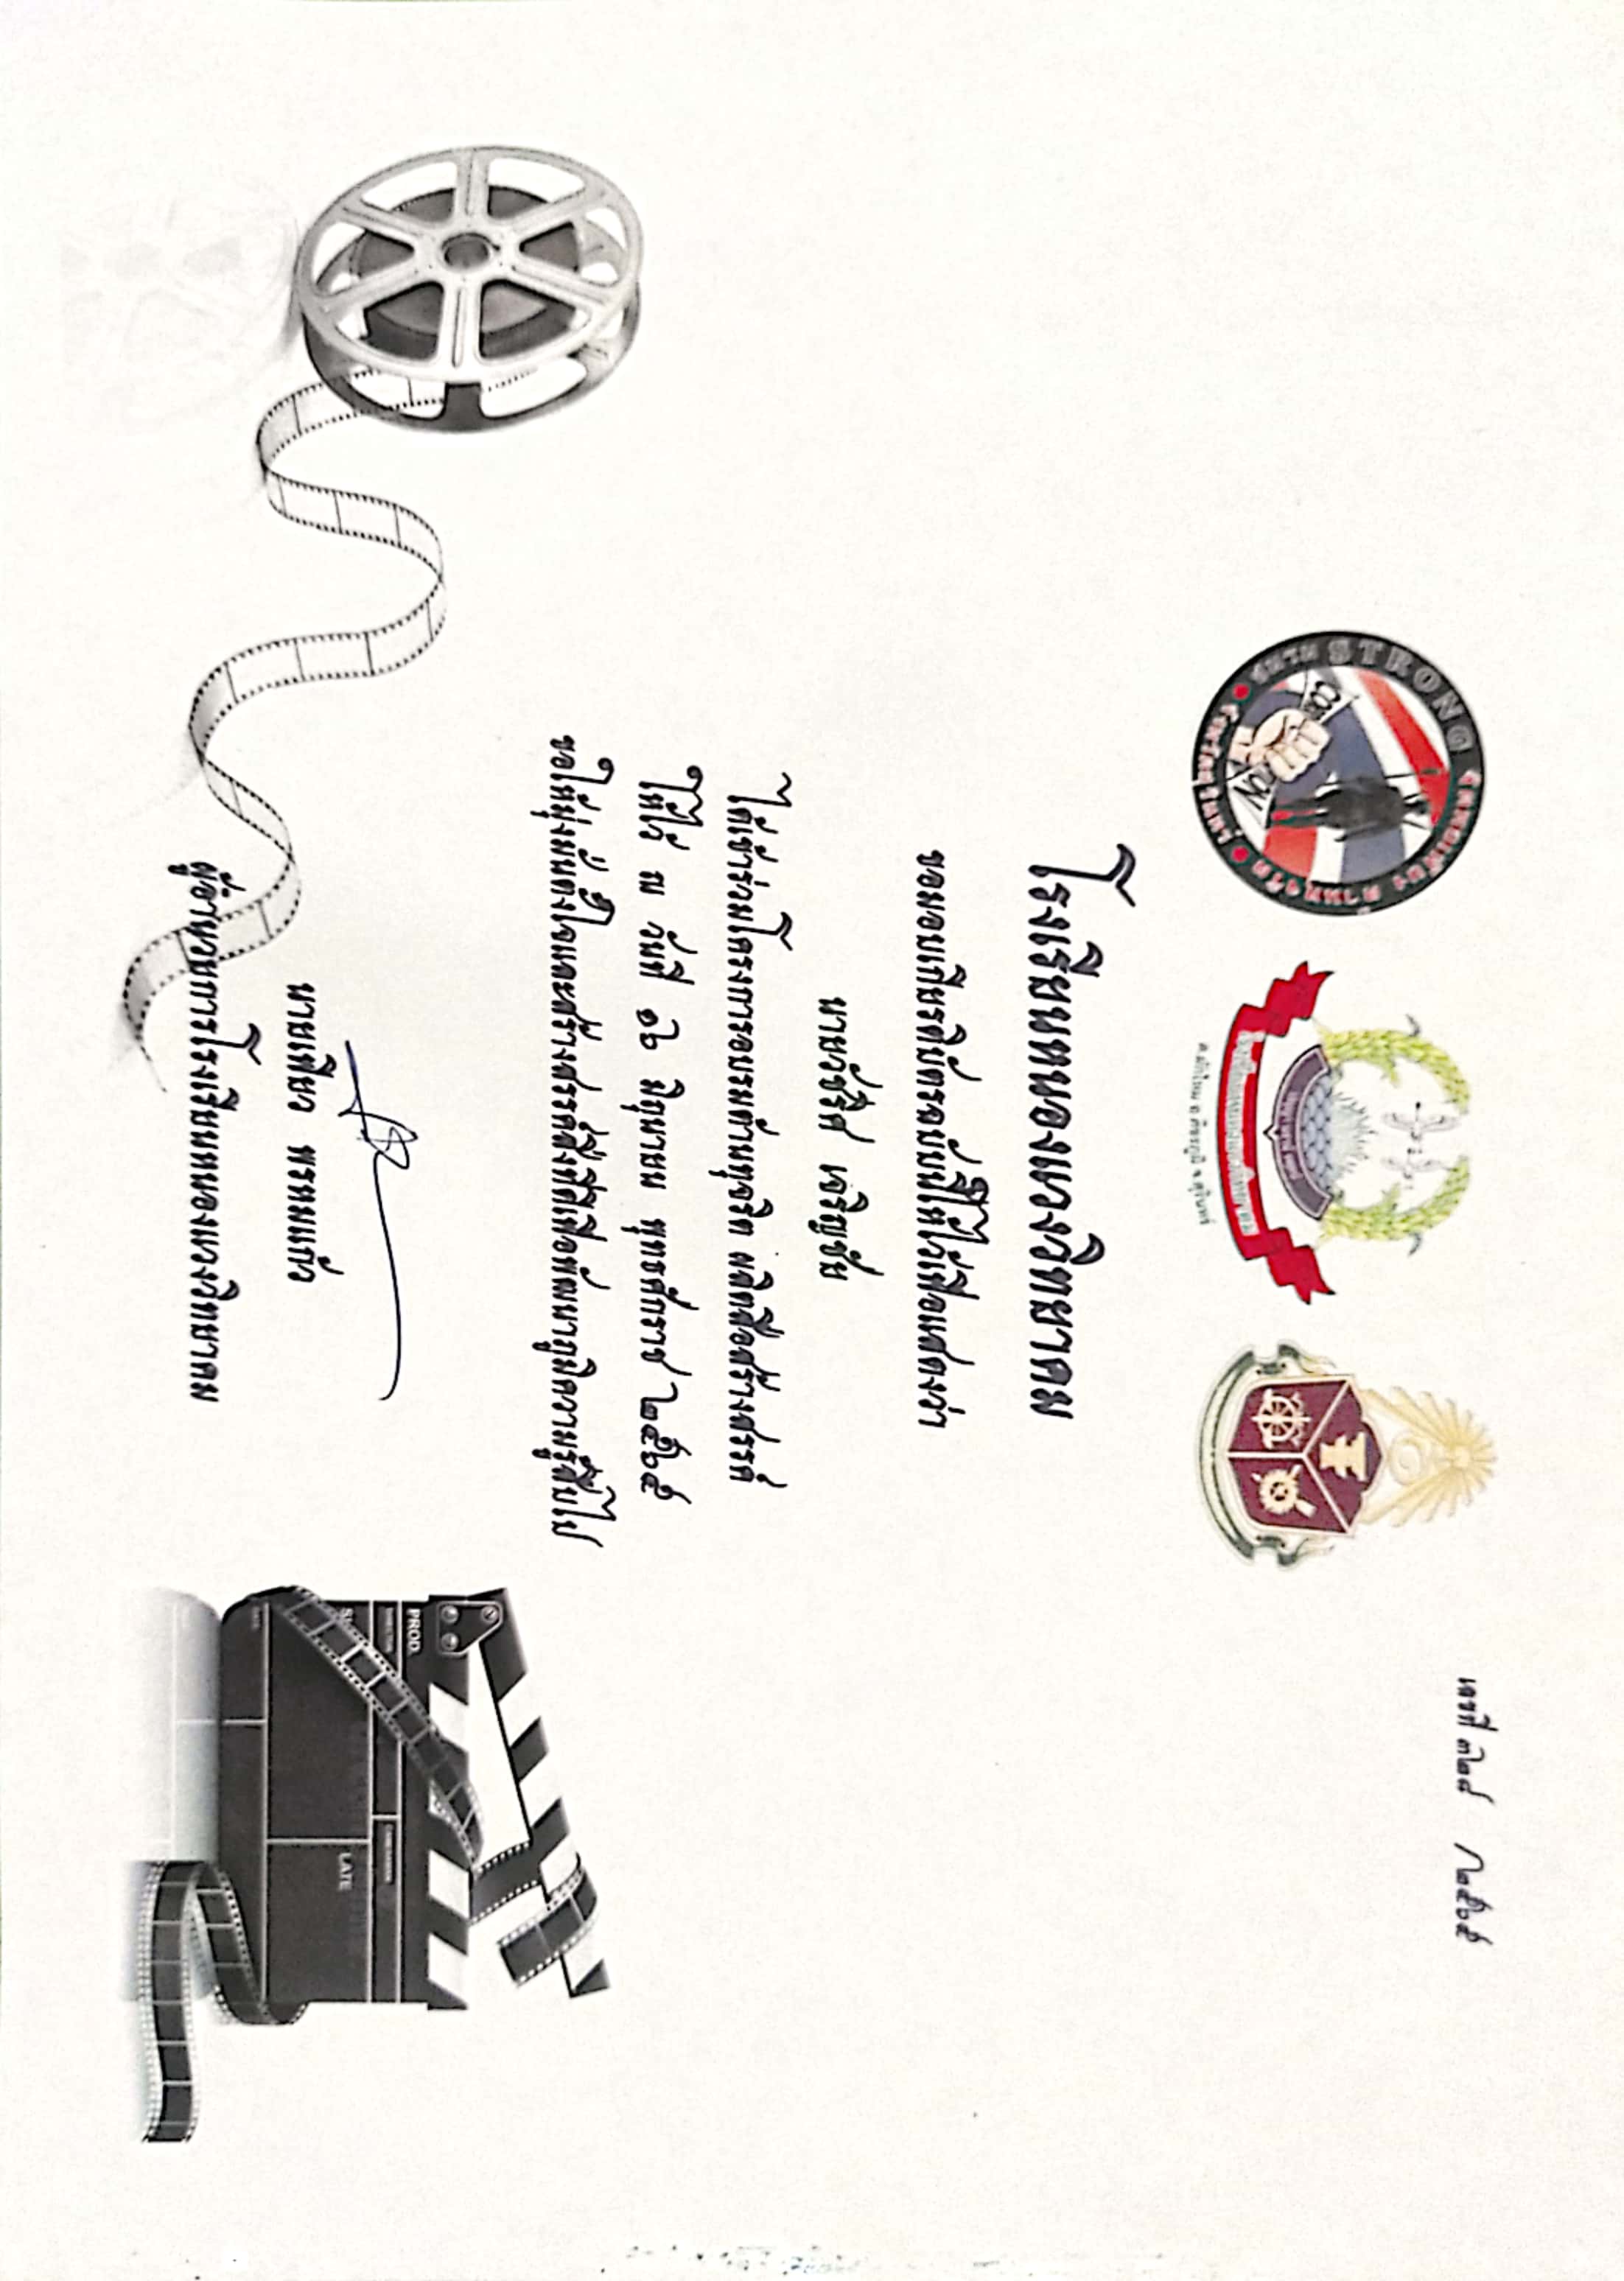 เลขที่ ๓๒๘ /๒๕๖๕
STRONG
จังหวัดสุรินทร์
โรงเรียนหนองแวงวิทยาคม
ต.ผักไหม อ.ศีขรภูมิ จ.สุรินทร์
โรงเรียนหนองแวงวิทยาคม
ขอมอบเกียรติบัตรฉบับนี้ให้ไว้เพื่อแสดงว่า
นายวัชริศ เจริญชัย
ได้เข้าร่วมโครงการอบรมต้านทุจริต ผลิตสื่อสร้างสรรค์
ให้ไว้ ณ วันที่ ๑๖ มิถุนายน พุทธศักราช ๒๕๖๕
ขอให้มุ่งมั่นตั้งใจและสร้างสรรค์สิ่งที่ดีเพื่อพัฒนาภูมิความรู้สืบไป
นายเฟียว พรหมแก้ว
ผู้อำนวยการโรงเรียนหนองแวงวิทยาคม
PROD.
DIRECTOR
CAMERAMAN
LATE
DATE